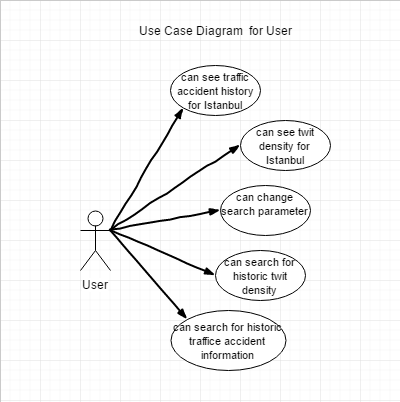 Use Case Diagram for User
can see traffic
accident history
for Istanbul
can see twit
density for
Istanbul
can change
search parameter
can search for
historic twit
density
User
can search for historic
traffice accident
information